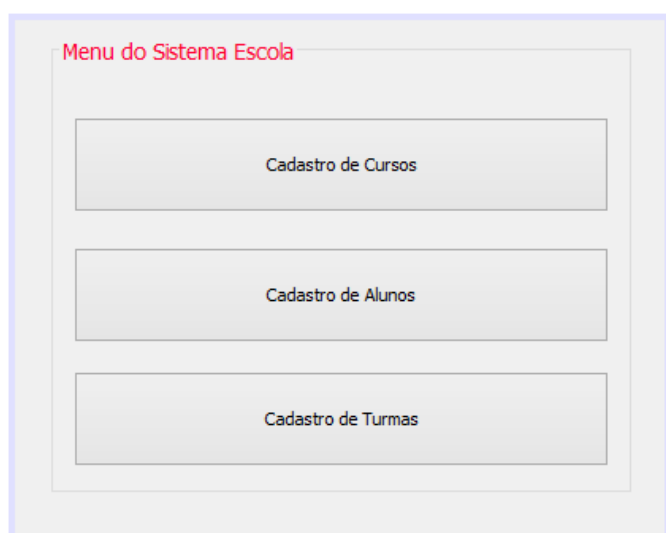 Menu do Sistema Escola
Cadastro de Cursos
Cadastro de Alunos
Cadastro de Turmas